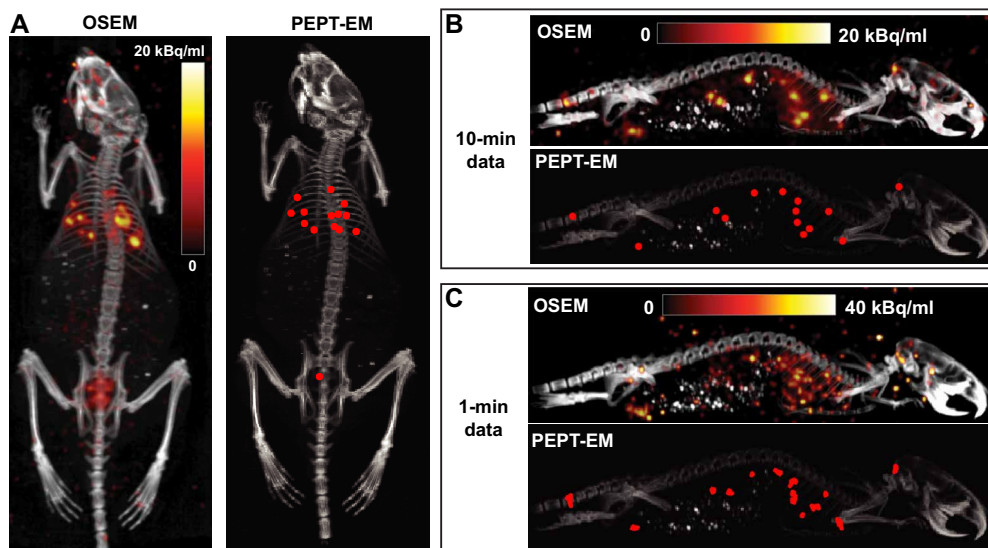 A
OSEM
PEPT-EM
20 kBq/ml
0
B
OSEM
0
20 kBq/ml
10-min
data
PEPT-EM
C
OSEM
0
40 kBq/ml
1-min
data
PEPT-EM